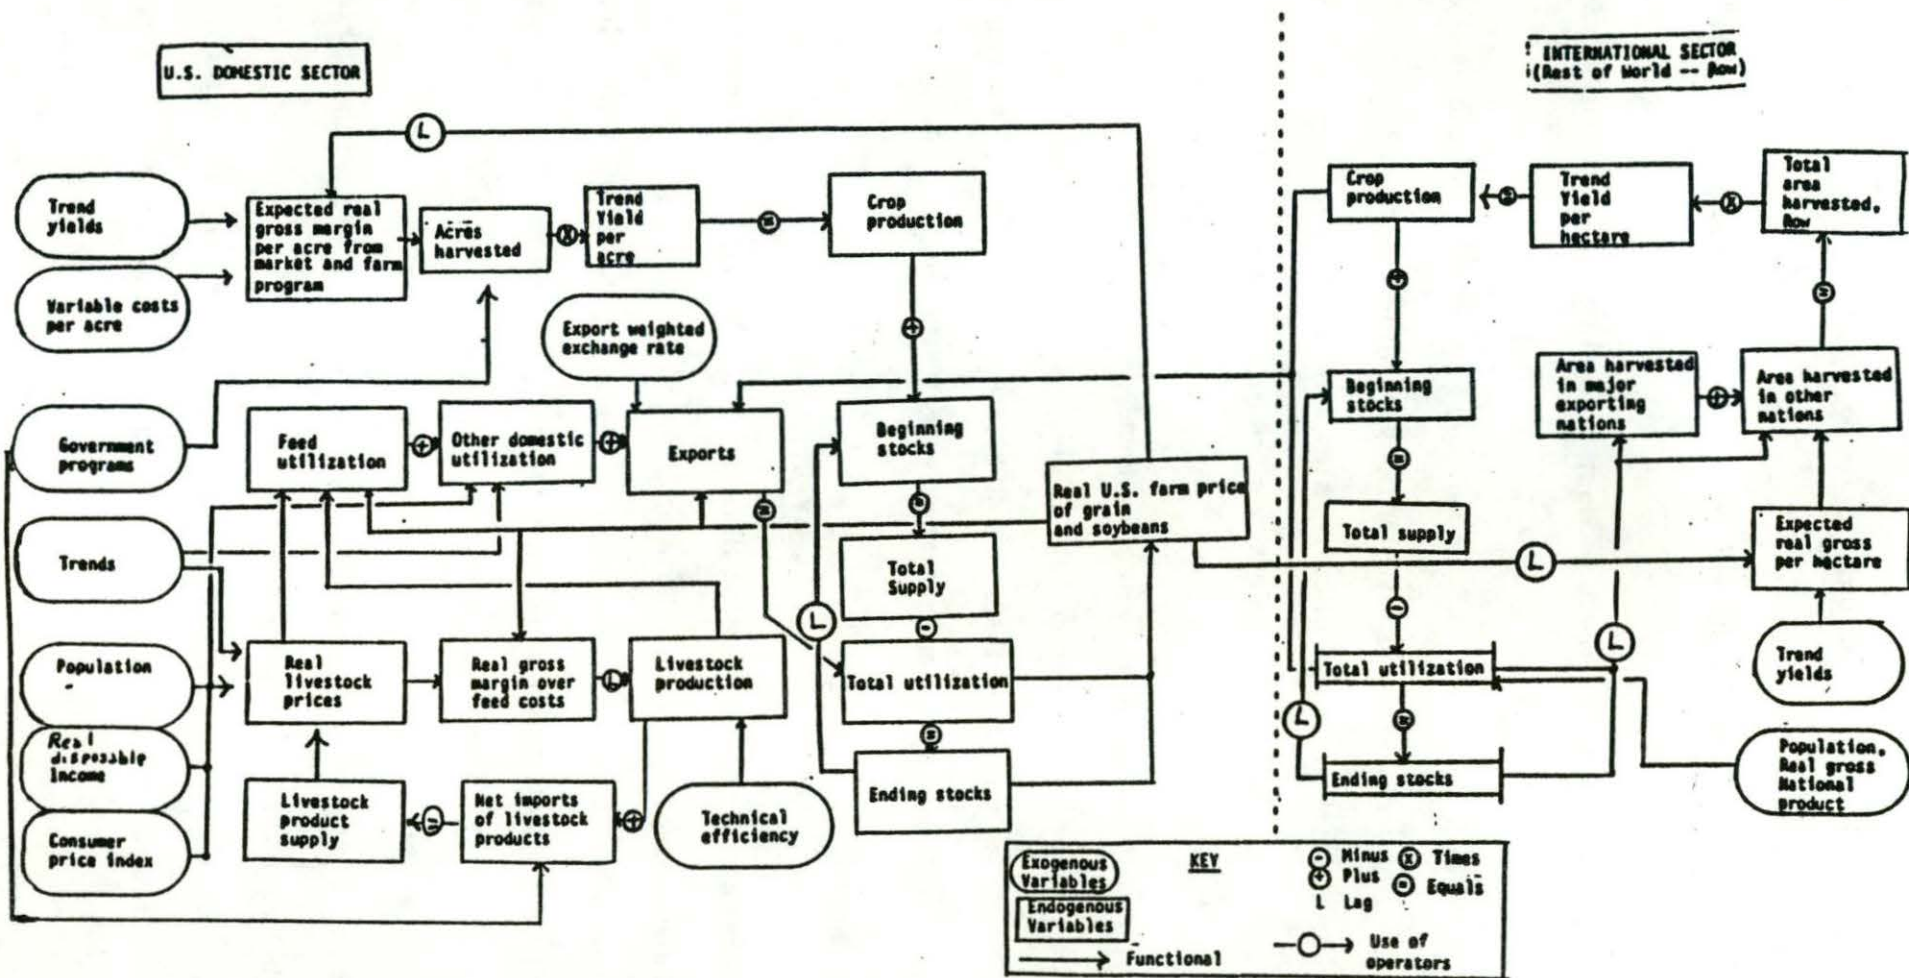 U.S. DOMESTIC SECTOR
INTERNATIONAL SECTOR
(Rest of World -- Row)
L
Trend
yields
Variable costs
per acre
Expected real
gross margin
per acre from
market and farm
program
Acres
harvested
x
Trend
Yield
per
acre
=
Crop
production
+
Export weighted
exchange rate
Government
programs
Feed
utilization
+
Other domestic
utilization
+
Exports
=
Beginning
stocks
=
Total
Supply
-
Total utilization
=
Ending stocks
L
Real U.S. farm price
of grain
and soybeans
Trends
Population
Real
disposable
Income
Consumer
price index
Real
livestock
prices
Real gross
margin over
feed costs
L
Livestock
production
Livestock
product
supply
=
Net imports
of livestock
products
+
Technical
efficiency
Crop
production
=
Trend
Yield per
hectare
x
Total
area
harvested,
Row
=
+
Beginning
stocks
=
Total supply
-
Total utilization
=
Ending stocks
L
Area harvested
in major
exporting
nations
+
Area harvested
in other
nations
L
Expected
real gross
per hectare
L
Trend
yields
Population,
Real gross
National
product
KEY
Exogenous
Variables
Endogenous
Variables
Functional
- Minus x Times
+ Plus = Equals
L Lag
Use of
operators